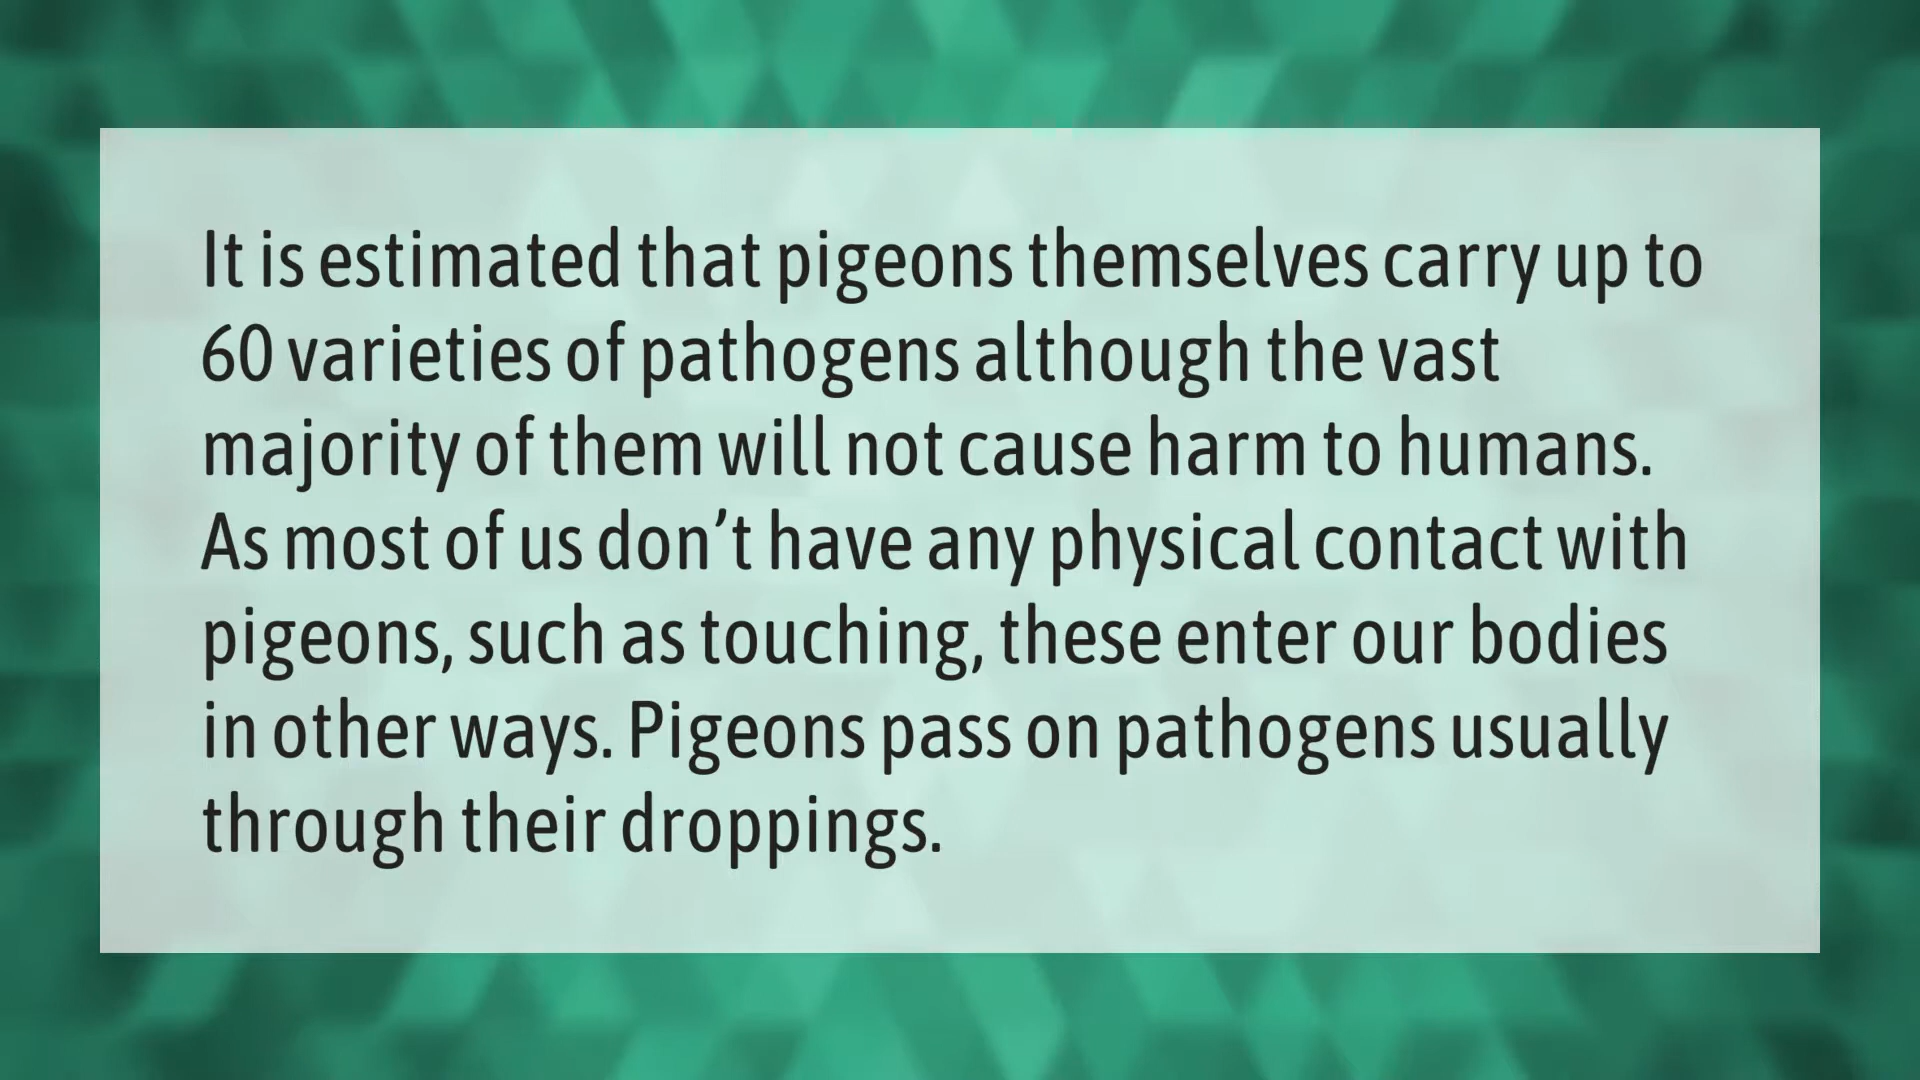 It is estimated that pigeons themselves carry up to
60 varieties of pathogens although the vast
majority of them will not cause harm to humans.
As most of us don’t have any physical contact with
pigeons, such as touching, these enter our bodies
in other ways. Pigeons pass on pathogens usually
through their droppings.